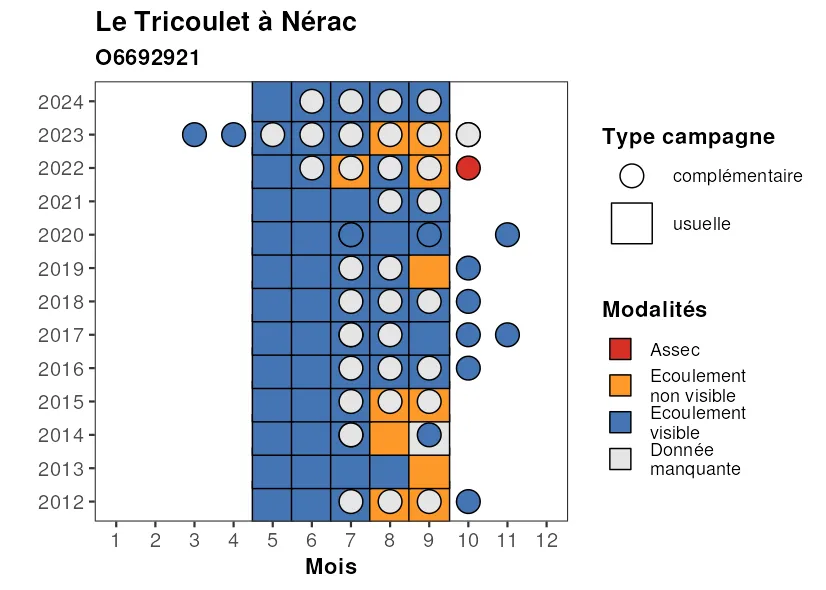 Le Tricoulet à Nérac
O6692921
2024
2023
2022
2021
2020
2019
2018
2017
2016
2015
2014
2013
2012
1 2 3 4 5 6 7 8 9 10 11 12
Mois
Type campagne
complémentaire
usuelle
Modalités
Assec
Ecoulement
non visible
Ecoulement
visible
Donnée
manquante